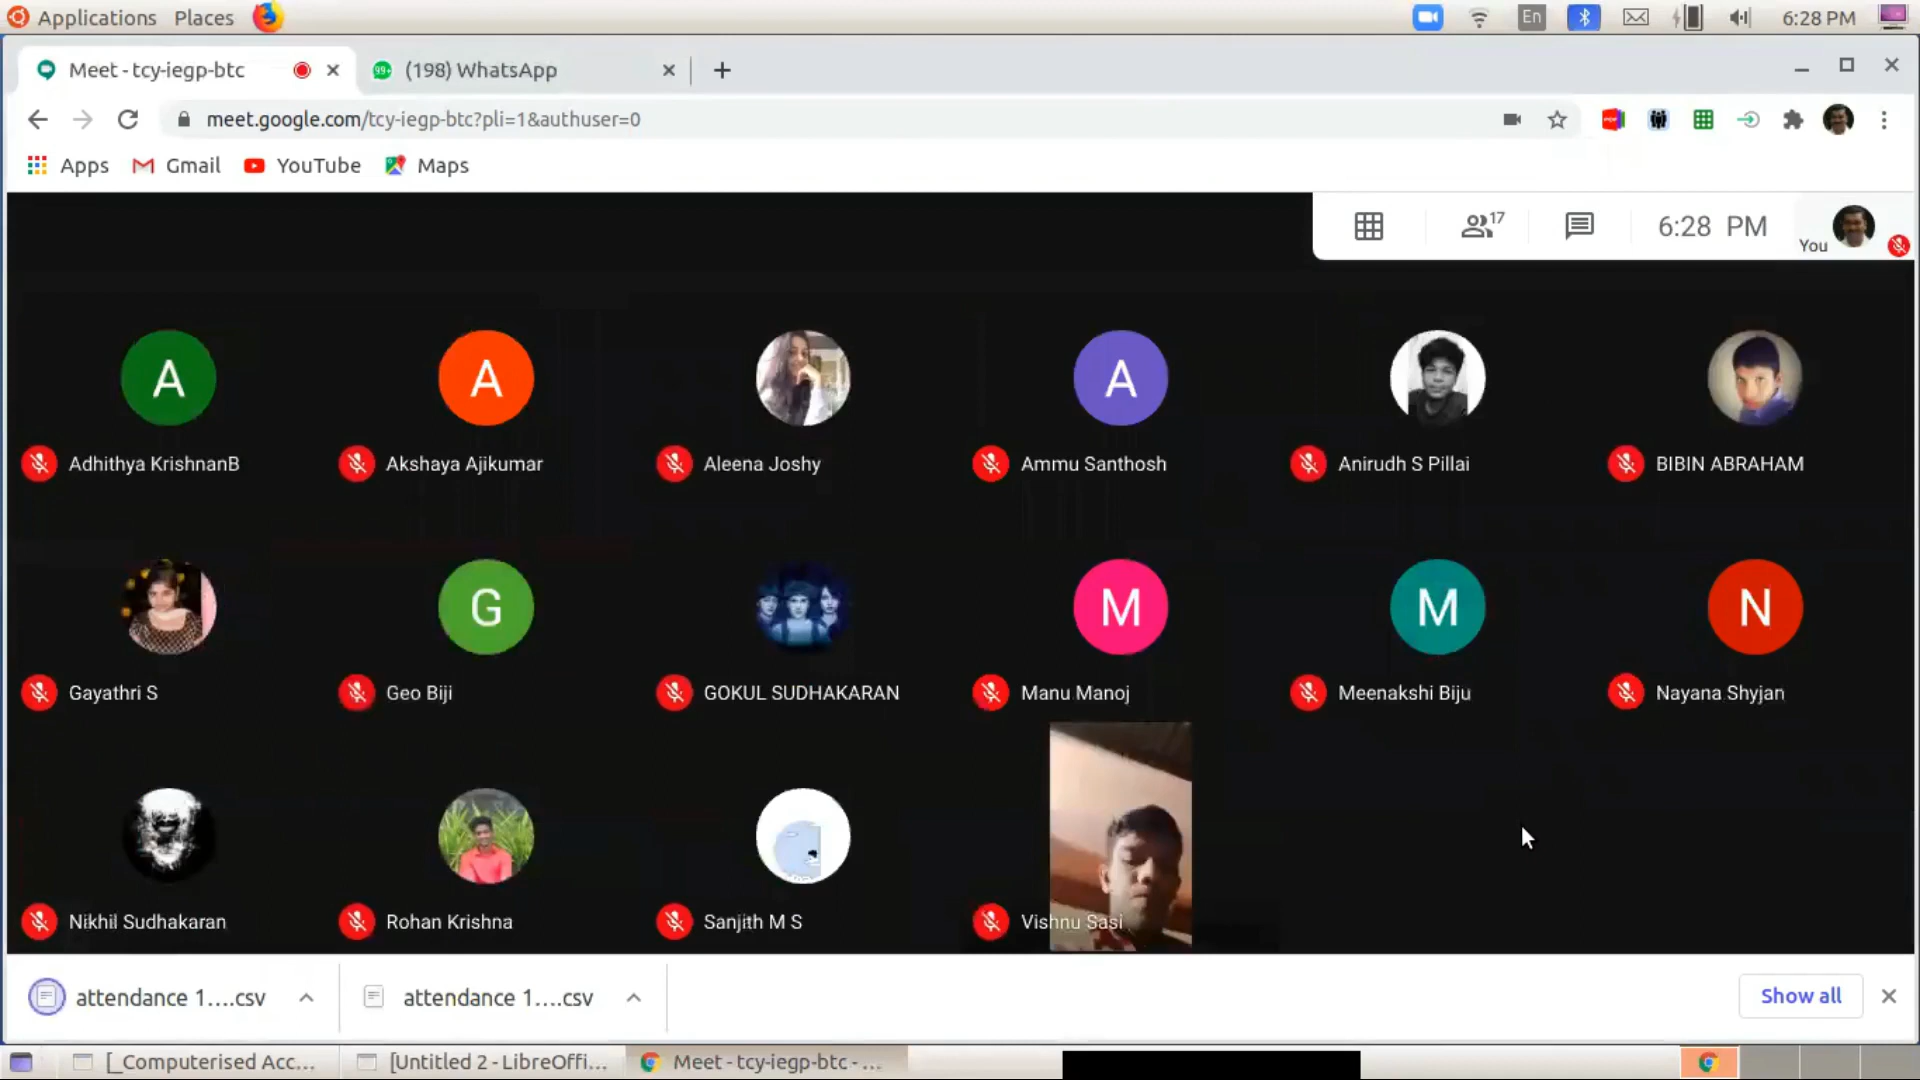 Applications Places En 6:28 PM
Meet - tcy-iegp-btc 99+ (198) WhatsApp
meet.google.com/tcy-iegp-btc?pli=1&authuser=0
Apps Gmail YouTube Maps
17 6:28 PM You
A A A
Adhithya KrishnanB Akshaya Ajikumar Aleena Joshy Ammu Santhosh Anirudh S Pillai BIBIN ABRAHAM
G M M N
Gayathri S Geo Biji GOKUL SUDHAKARAN Manu Manoj Meenakshi Biju Nayana Shyjan
Nikhil Sudhakaran Rohan Krishna Sanjith M S Vishnu Sasi
attendance 1....csv attendance 1....csv Show all
[_Computerised Acc... [Untitled 2 - LibreOffi... Meet - tcy-iegp-btc - ...